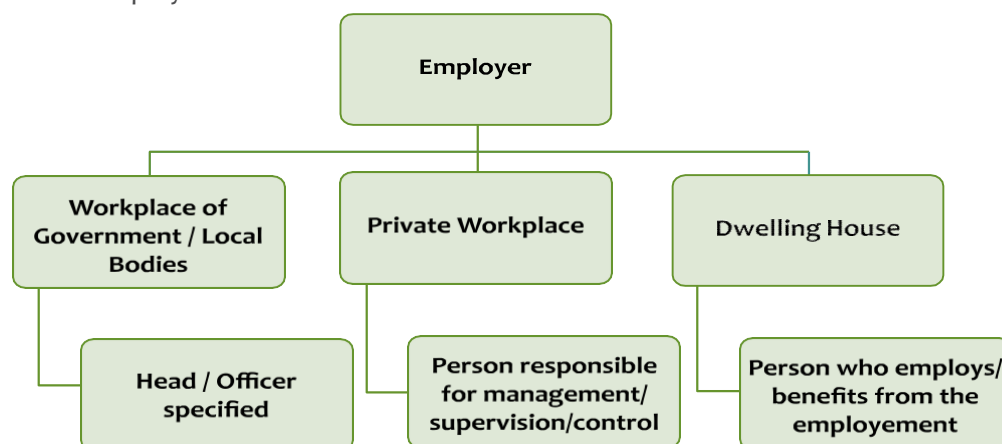 Employer
Workplace of
Government / Local
Bodies
Private Workplace
Dwelling House
Head / Officer
specified
Person responsible
for management/
supervision/control
Person who employs/
benefits from the
employement